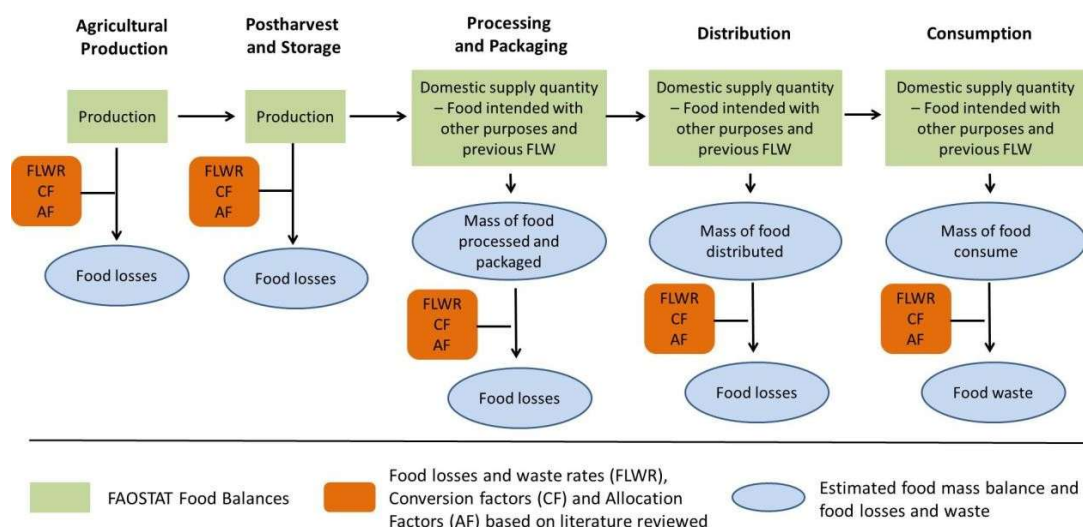 Agricultural
Production
Postharvest
and Storage
Processing
and Packaging
Distribution
Consumption
Production
Production
Domestic supply quantity
– Food intended with
other purposes and
previous FLW
Domestic supply quantity
– Food intended with
other purposes and
previous FLW
Domestic supply quantity
– Food intended with
other purposes and
previous FLW
FLWR
CF
AF
FLWR
CF
AF
Food losses
Food losses
Mass of food
processed and
packaged
Mass of food
distributed
Mass of food
consume
FLWR
CF
AF
FLWR
CF
AF
FLWR
CF
AF
Food losses
Food losses
Food waste
FAOSTAT Food Balances
Food losses and waste rates (FLWR),
Conversion factors (CF) and Allocation
Factors (AF) based on literature reviewed
Estimated food mass balance and
food losses and waste